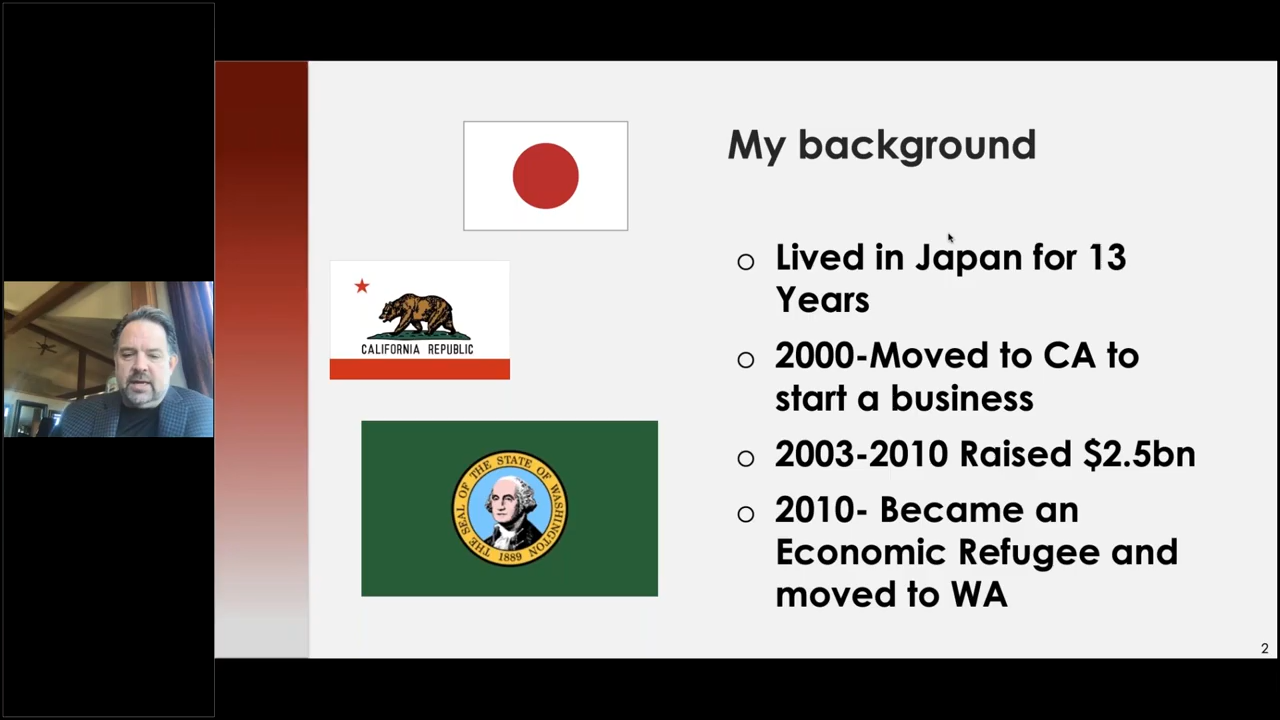 My background
CALIFORNIA REPUBLIC
THE SEAL OF THE STATE OF WASHINGTON
1889
o Lived in Japan for 13
Years
o 2000-Moved to CA to
start a business
o 2003-2010 Raised $2.5bn
o 2010- Became an
Economic Refugee and
moved to WA
2